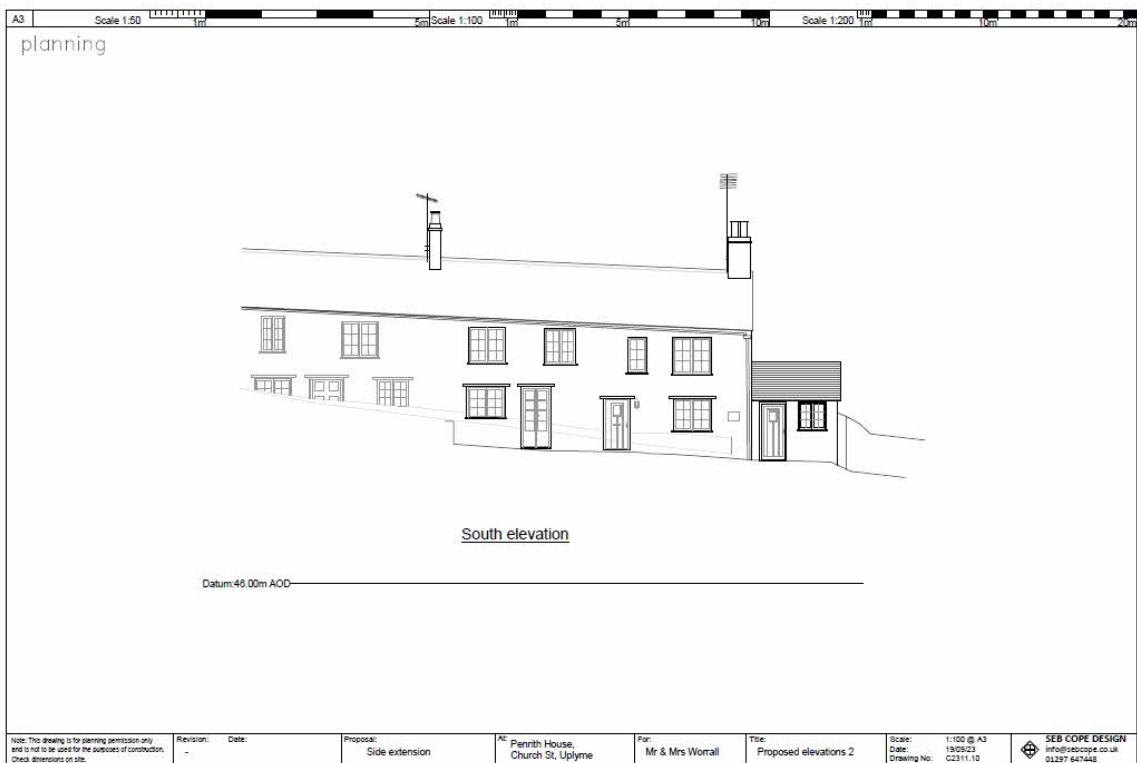 A3 Scale 1:50 1m 5m Scale 1:100 1m 5m 10m Scale 1:200 1m 10m 20m
planning
South elevation
Datum:46.00m AOD
Note: This drawing is for planning permission only
and is not to be used for the purposes of construction.
Check dimensions on site.
Revision: Date:
-
Proposal:
Side extension
At:
Penrith House,
Church St, Uplyme
For:
Mr & Mrs Worrall
Title:
Proposed elevations 2
Scale: 1:100 @ A3
Date: 19/09/23
Drawing No: C2311.10
SEB COPE DESIGN
info@sebcope.co.uk
01297 647448